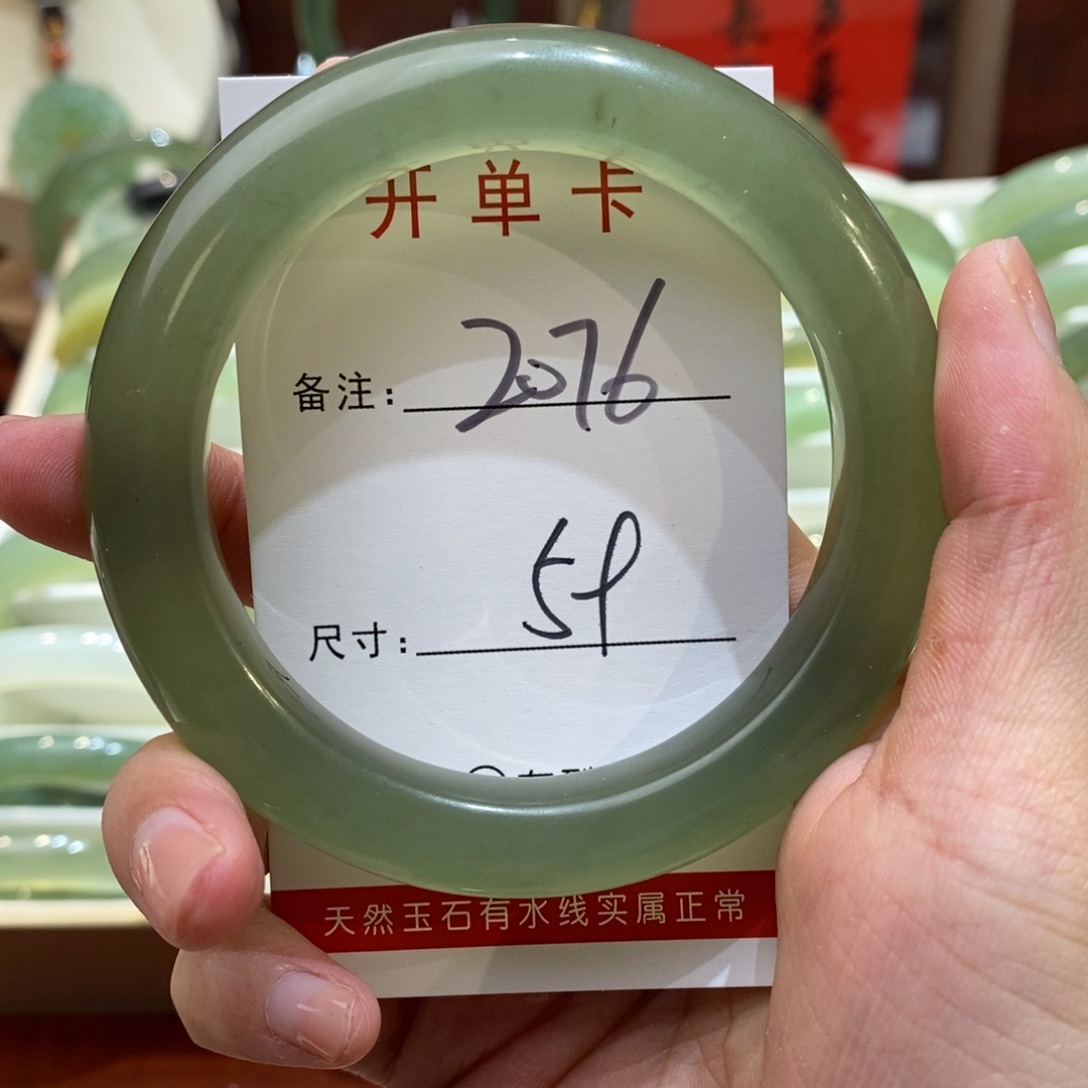 开单卡
备注: 2076
尺寸: 59
天然玉石有水线实属正常